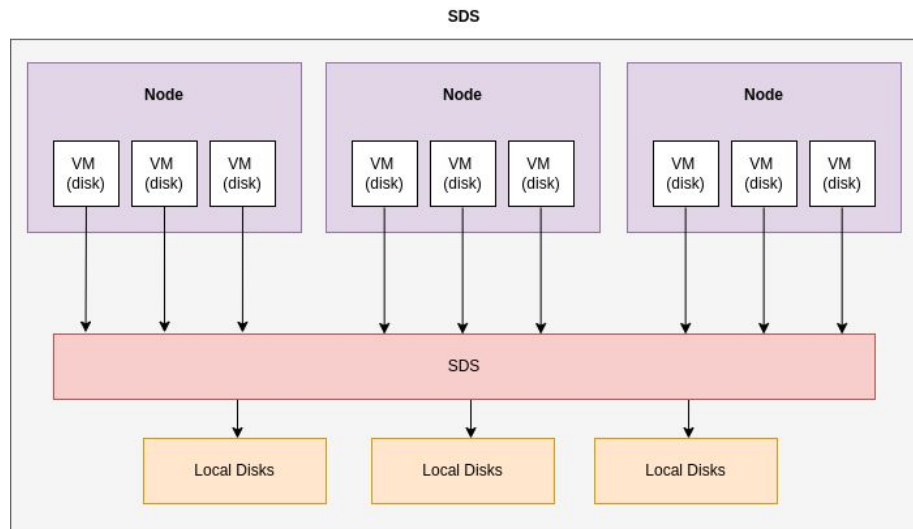 SDS
Node
Node
Node
VM
(disk)
VM
(disk)
VM
(disk)
VM
(disk)
VM
(disk)
VM
(disk)
VM
(disk)
VM
(disk)
VM
(disk)
SDS
Local Disks
Local Disks
Local Disks